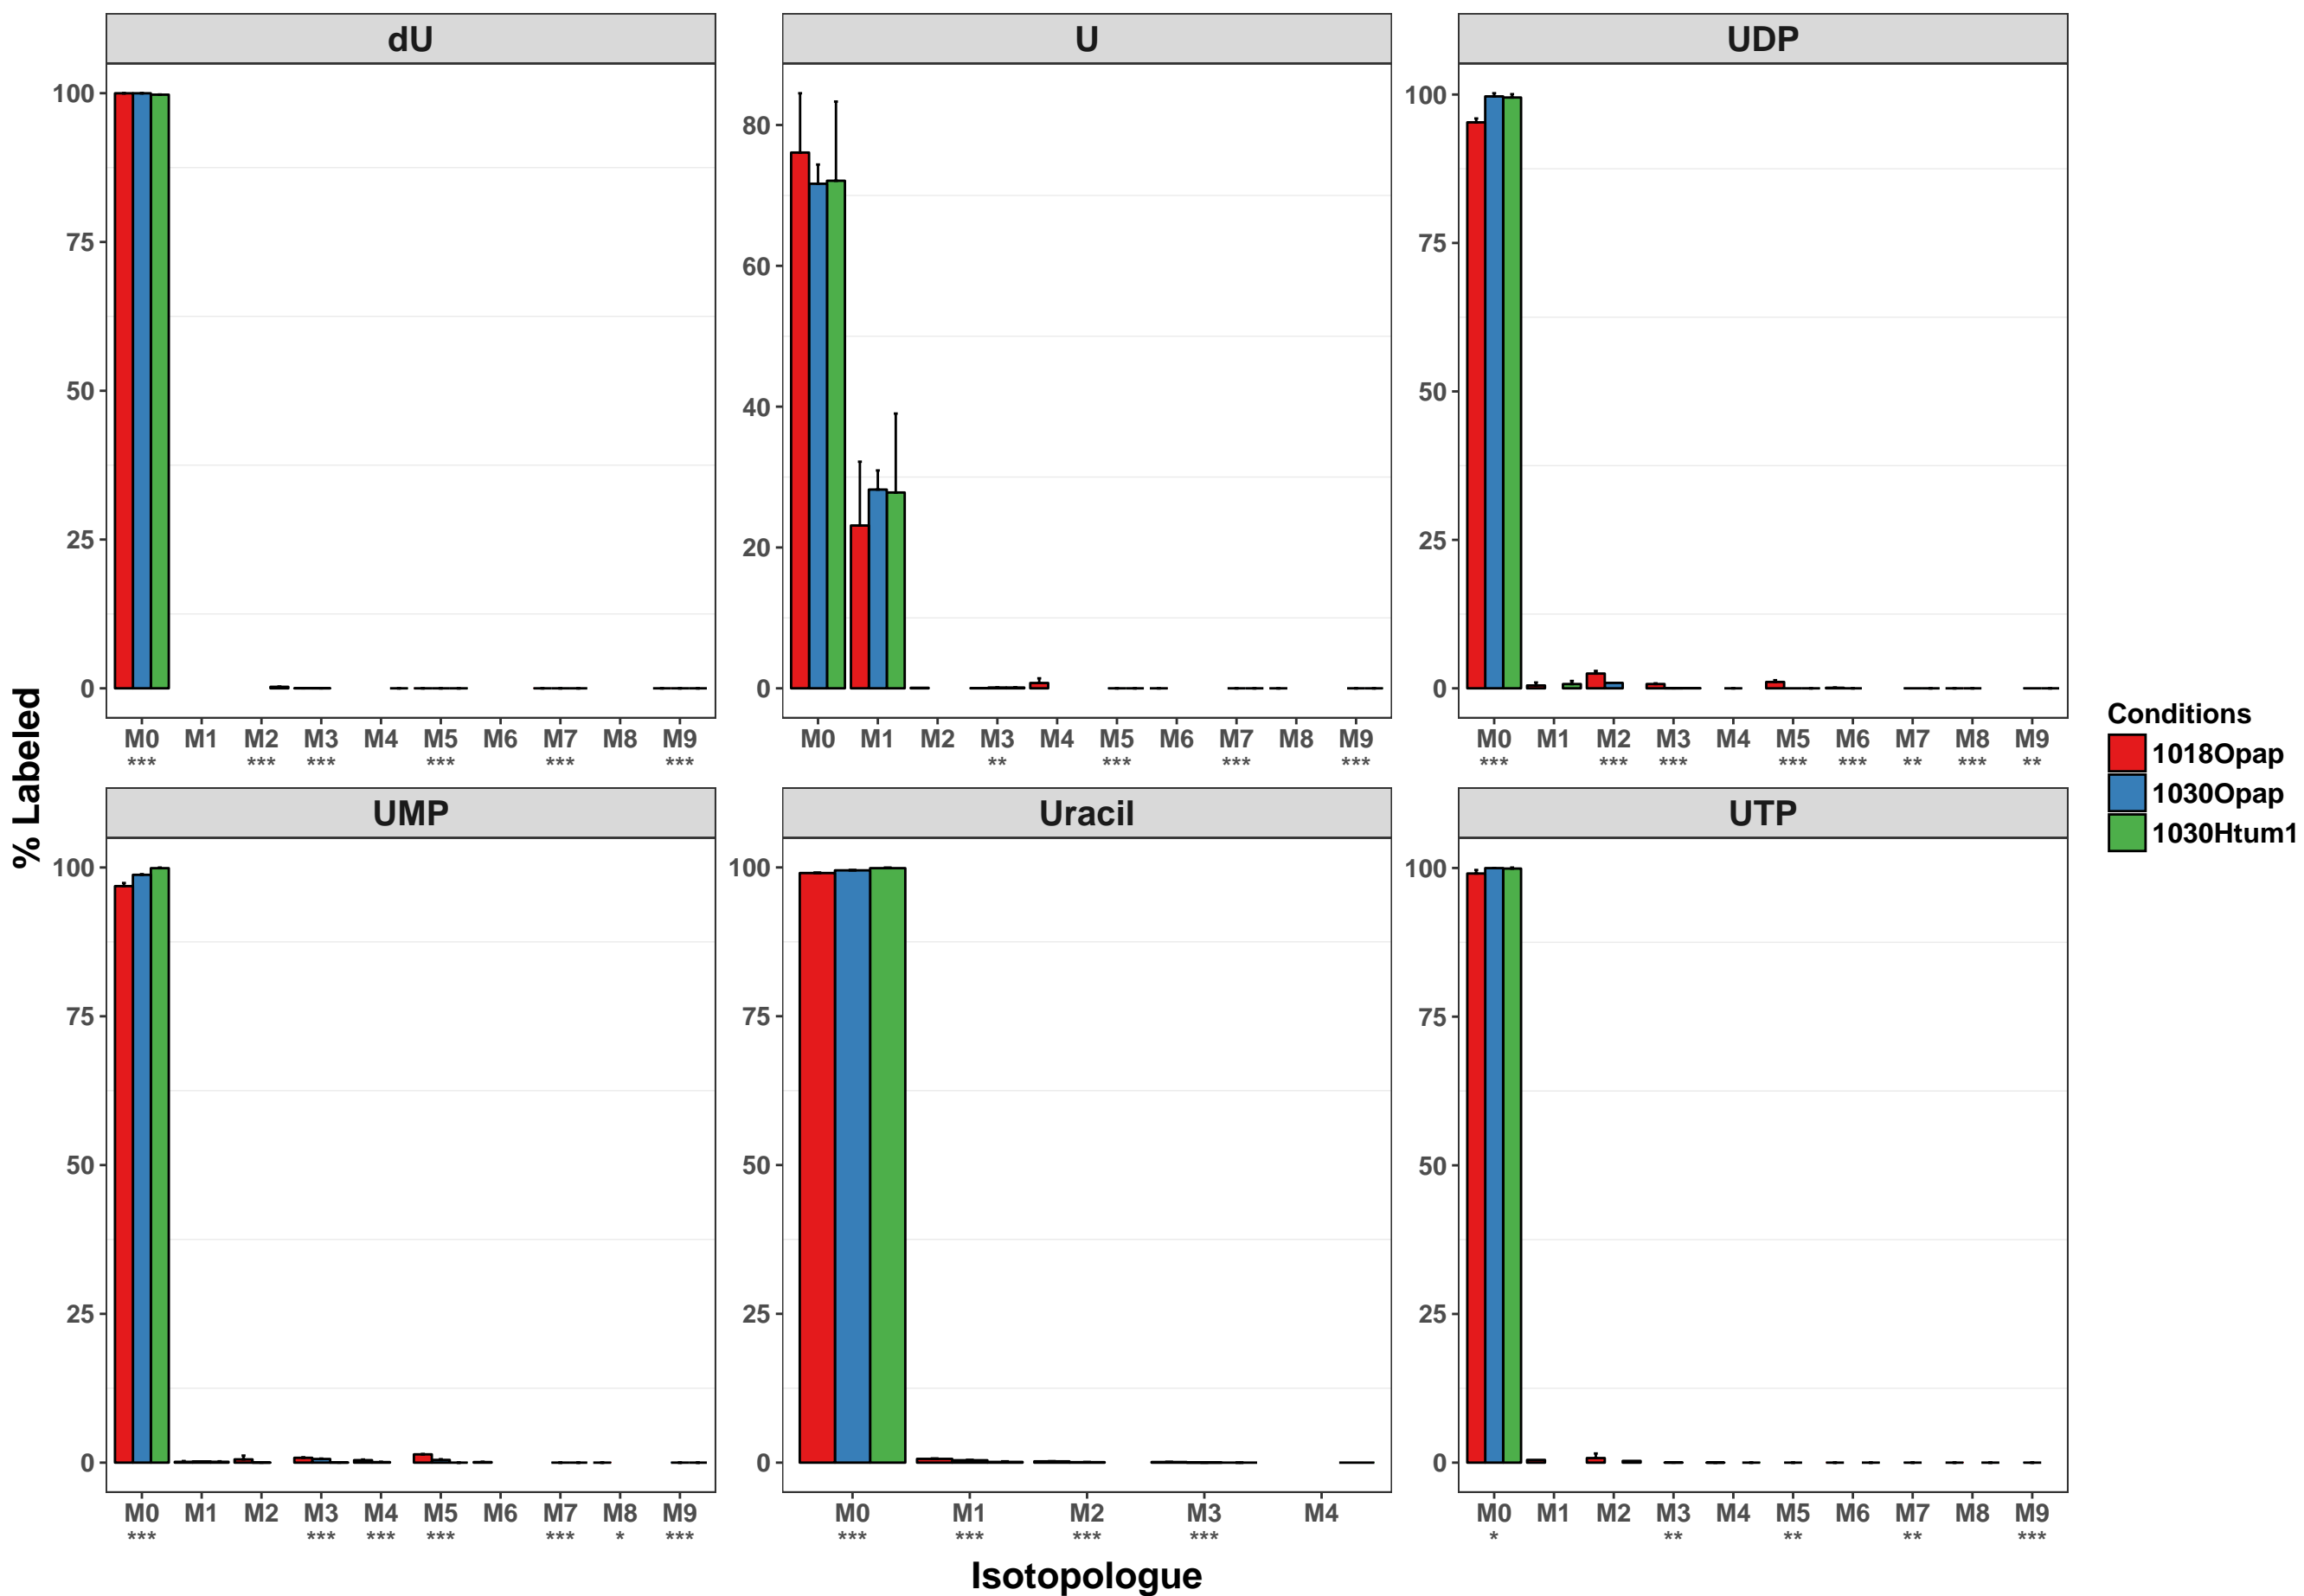 dU
U
UDP
100
75
50
25
0
80
60
40
20
0
100
75
50
25
0
M0 M1 M2 M3 M4 M5 M6 M7 M8 M9
*** *** *** *** *** ***
M0 M1 M2 M3 M4 M5 M6 M7 M8 M9
** *** *** ***
M0 M1 M2 M3 M4 M5 M6 M7 M8 M9
*** *** *** *** *** ** *** **
UMP
Uracil
UTP
100
75
50
25
0
100
75
50
25
0
100
75
50
25
0
M0 M1 M2 M3 M4 M5 M6 M7 M8 M9
*** *** *** *** *** * ***
M0 M1 M2 M3 M4
*** *** *** ***
M0 M1 M2 M3 M4 M5 M6 M7 M8 M9
* ** ** ** ***
% Labeled
Isotopologue
Conditions
1018Opap
1030Opap
1030Htum1